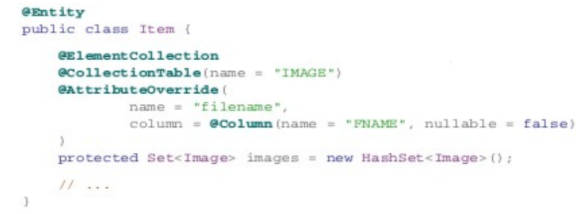 @Entity
public class Item {
@ElementCollection
@CollectionTable(name = "IMAGE")
@AttributeOverride(
name = "filename",
column = @Column(name = "FNAME", nullable = false)
)
protected Set<Image> images = new HashSet<Image>();
// ...
}